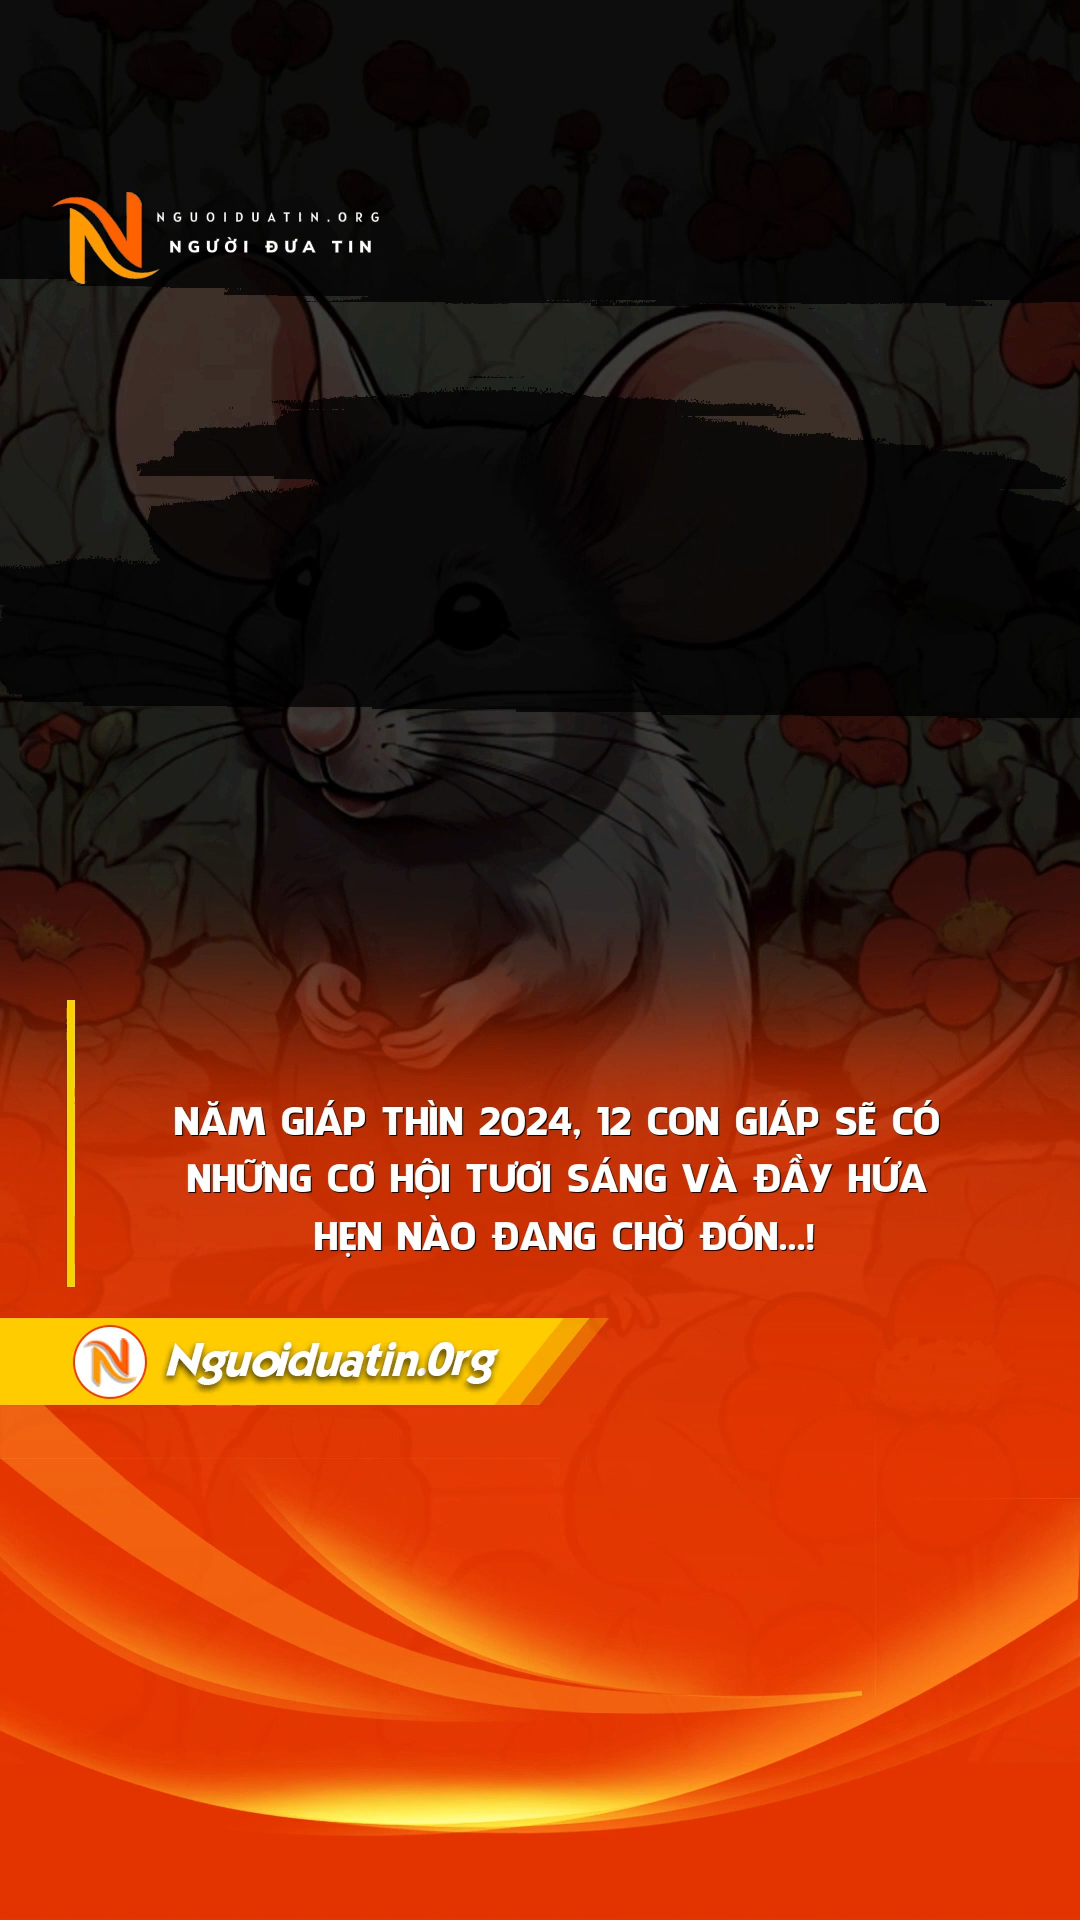 NGUOIDUATIN.ORG
NGƯỜI ĐƯA TIN
NĂM GIÁP THÌN 2024, 12 CON GIÁP SẼ CÓ
NHỮNG CƠ HỘI TƯƠI SÁNG VÀ ĐẦY HỨA
HẸN NÀO ĐANG CHỜ ĐÓN...!
Nguoiduatin.Org